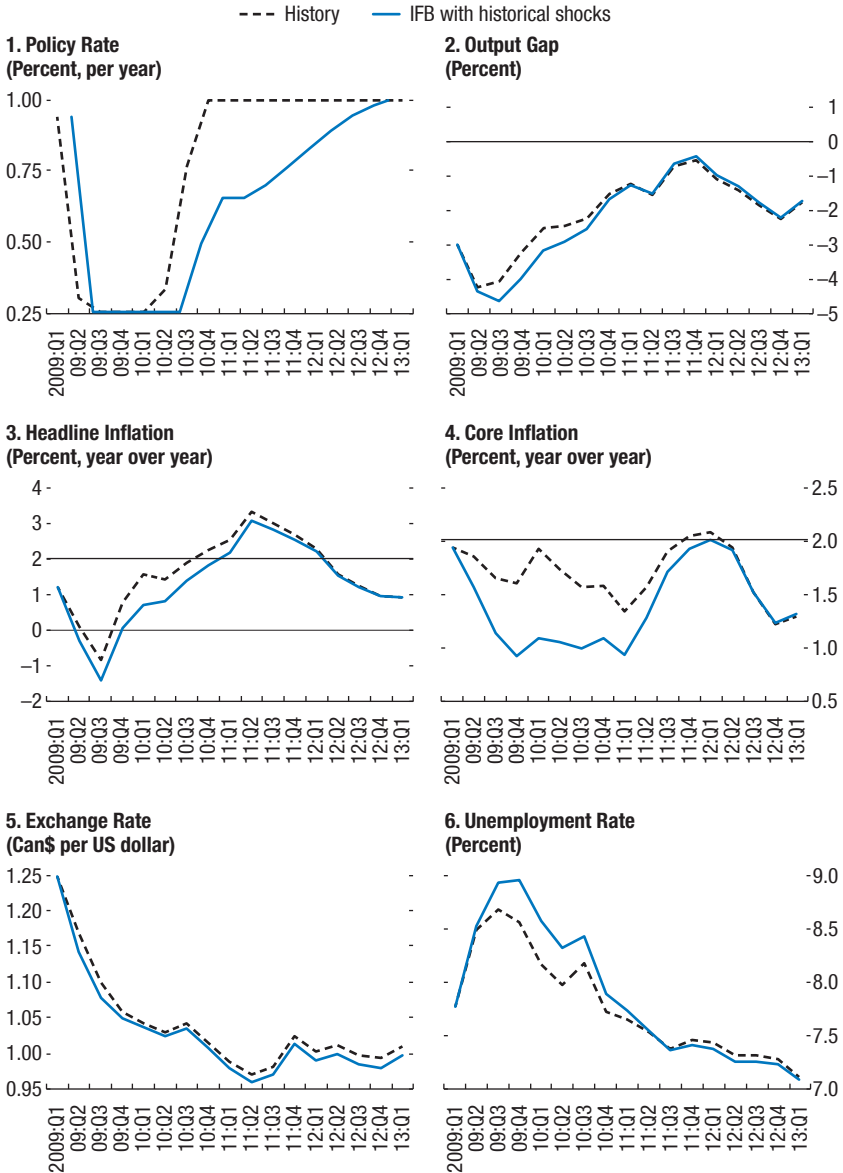 History IFB with historical shocks
1. Policy Rate
(Percent, per year)
1.00
0.75
0.50
0.25
2009:Q1
09:Q2
09:Q3
09:Q4
10:Q1
10:Q2
10:Q3
10:Q4
11:Q1
11:Q2
11:Q3
11:Q4
12:Q1
12:Q2
12:Q3
12:Q4
13:Q1
2. Output Gap
(Percent)
1
0
–1
–2
–3
–4
–5
2009:Q1
09:Q2
09:Q3
09:Q4
10:Q1
10:Q2
10:Q3
10:Q4
11:Q1
11:Q2
11:Q3
11:Q4
12:Q1
12:Q2
12:Q3
12:Q4
13:Q1
3. Headline Inflation
(Percent, year over year)
4
3
2
1
0
–1
–2
2009:Q1
09:Q2
09:Q3
09:Q4
10:Q1
10:Q2
10:Q3
10:Q4
11:Q1
11:Q2
11:Q3
11:Q4
12:Q1
12:Q2
12:Q3
12:Q4
13:Q1
4. Core Inflation
(Percent, year over year)
2.5
2.0
1.5
1.0
0.5
2009:Q1
09:Q2
09:Q3
09:Q4
10:Q1
10:Q2
10:Q3
10:Q4
11:Q1
11:Q2
11:Q3
11:Q4
12:Q1
12:Q2
12:Q3
12:Q4
13:Q1
5. Exchange Rate
(Can$ per US dollar)
1.25
1.20
1.15
1.10
1.05
1.00
0.95
2009:Q1
09:Q2
09:Q3
09:Q4
10:Q1
10:Q2
10:Q3
10:Q4
11:Q1
11:Q2
11:Q3
11:Q4
12:Q1
12:Q2
12:Q3
12:Q4
13:Q1
6. Unemployment Rate
(Percent)
9.0
8.5
8.0
7.5
7.0
2009:Q1
09:Q2
09:Q3
09:Q4
10:Q1
10:Q2
10:Q3
10:Q4
11:Q1
11:Q2
11:Q3
11:Q4
12:Q1
12:Q2
12:Q3
12:Q4
13:Q1